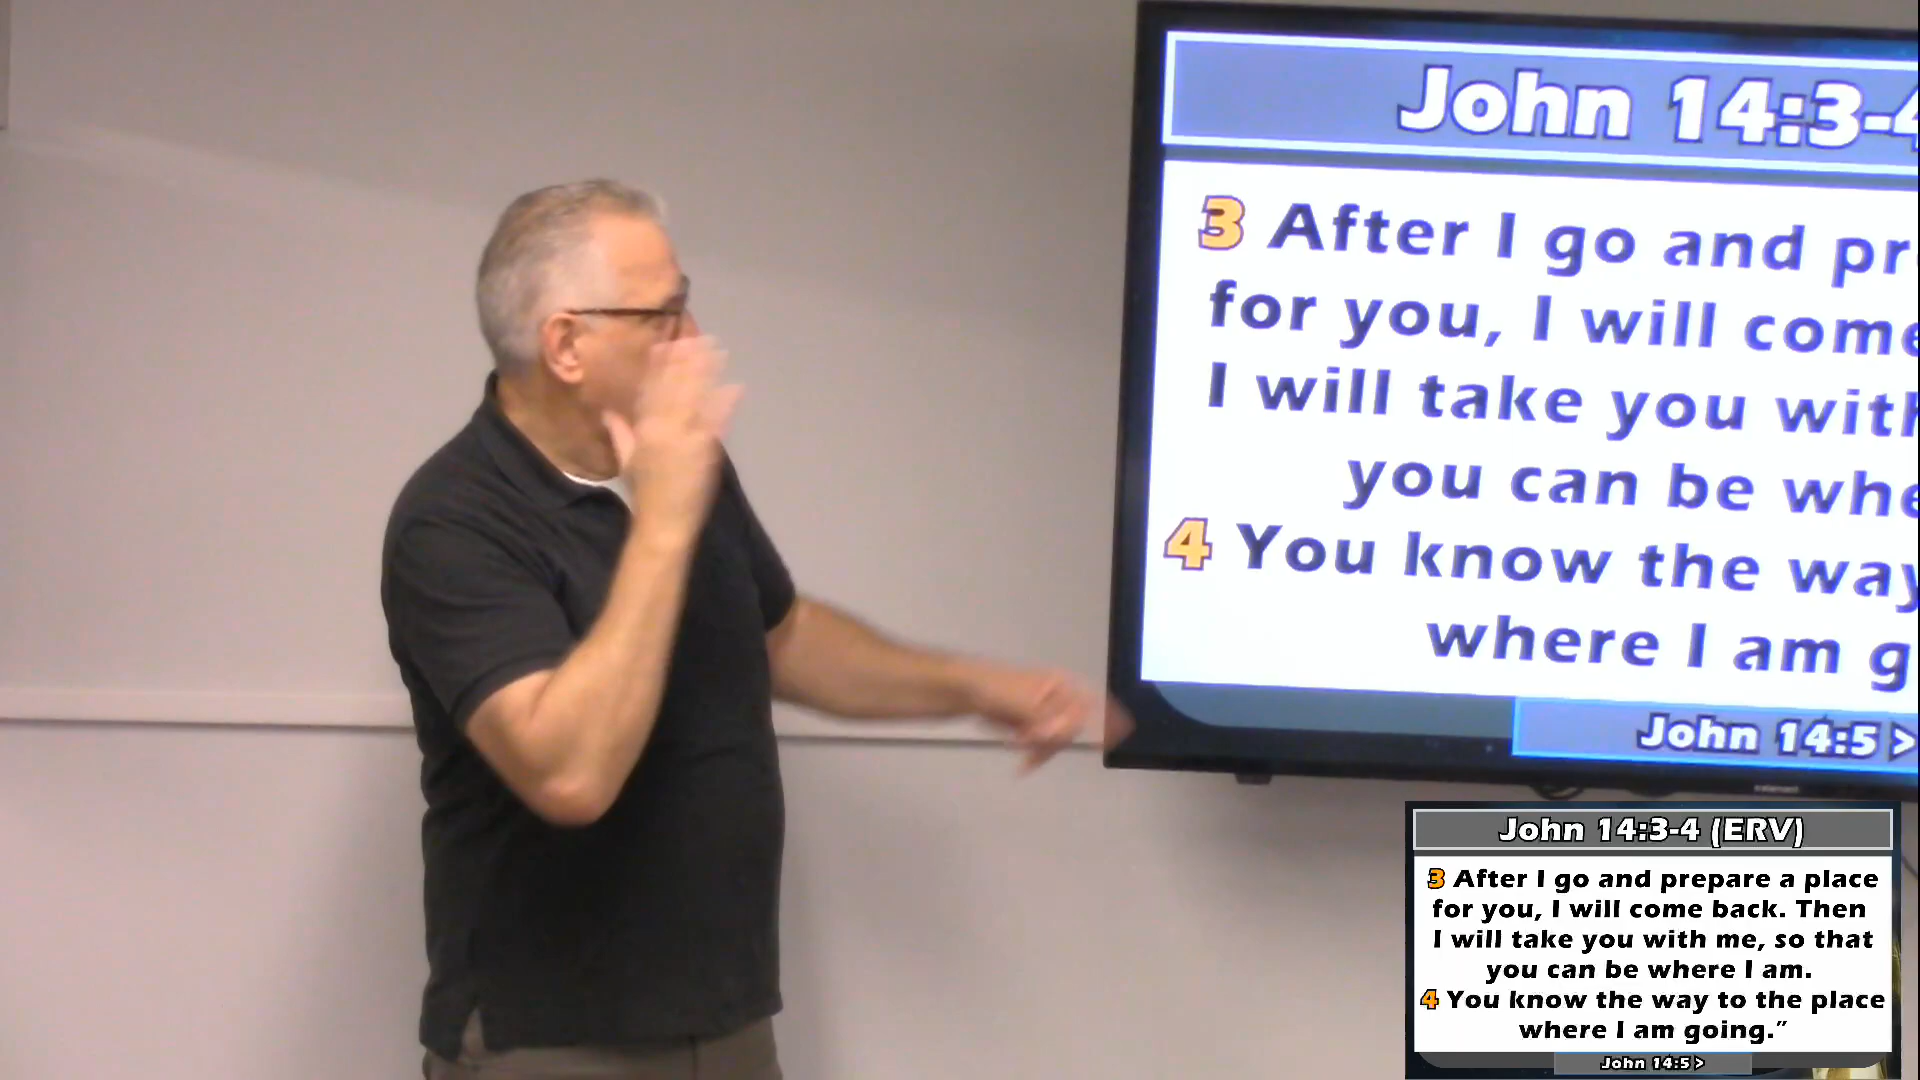 John 14:3-4
3 After I go and pr
for you, I will come
I will take you with
you can be whe
4 You know the way
where I am g
John 14:5 >
John 14:3-4 (ERV)
3 After I go and prepare a place
for you, I will come back. Then
I will take you with me, so that
you can be where I am.
4 You know the way to the place
where I am going.”
John 14:5 >